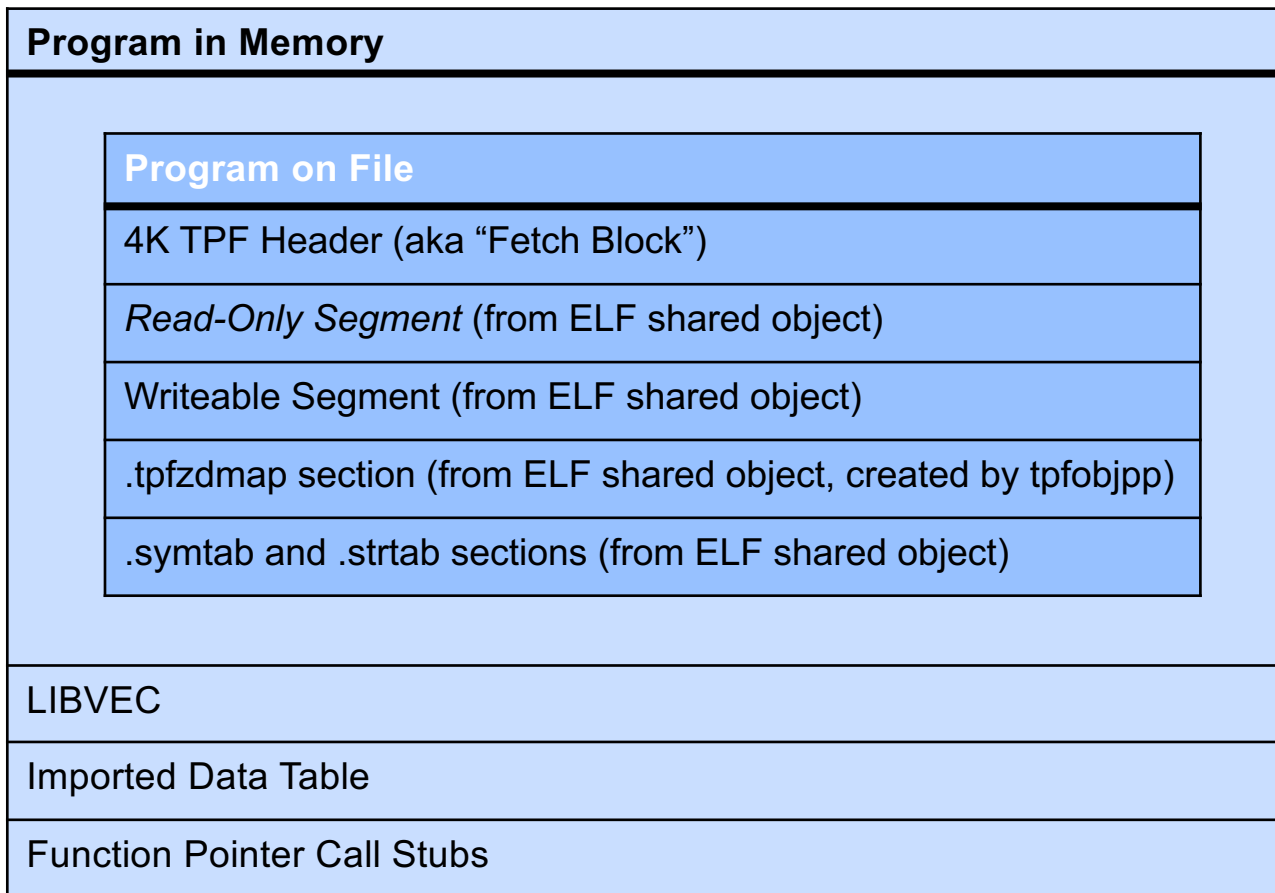 Program in Memory
Program on File
4K TPF Header (aka “Fetch Block”)
Read-Only Segment (from ELF shared object)
Writeable Segment (from ELF shared object)
.tpfzdmap section (from ELF shared object, created by tpfobjpp)
.symtab and .strtab sections (from ELF shared object)
LIBVEC
Imported Data Table
Function Pointer Call Stubs